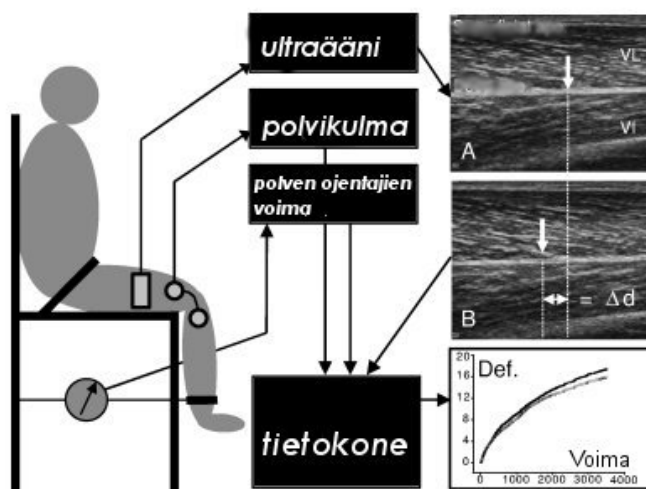 ultraääni
polvikulma
polven ojentajien
voima
tietokone
VL
VI
A
B
= Δd
Def.
20
16
12
8
4
0
0 1000 2000 3000 4000
Voima